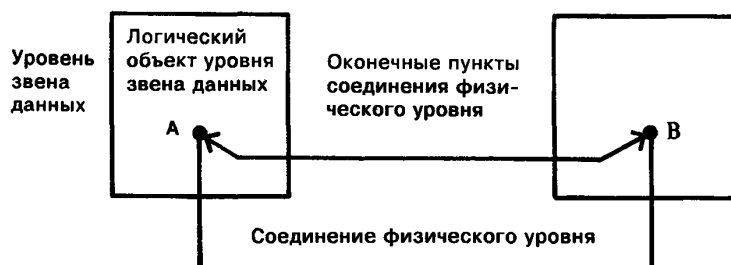 Уровень
звена
данных
Логический
объект уровня
звена данных
A
Оконечные пункты
соединения физи-
ческого уровня
B
Соединение физического уровня